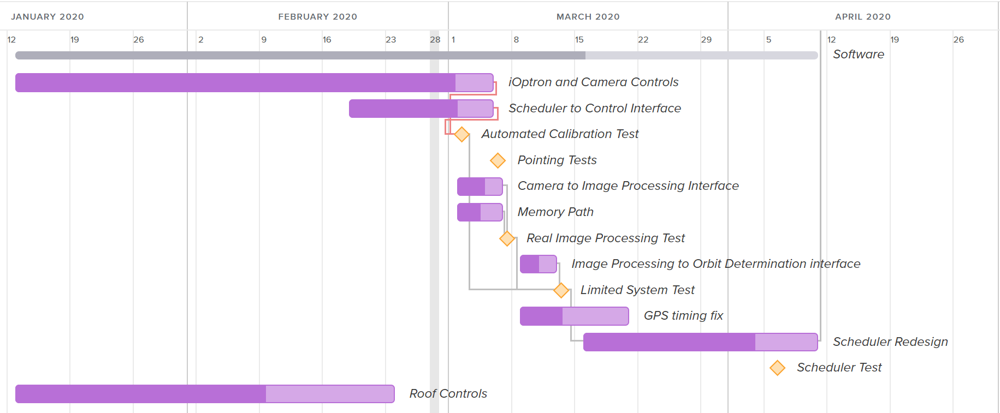 JANUARY 2020 FEBRUARY 2020 MARCH 2020 APRIL 2020
12 19 26 2 9 16 23 28 1 8 15 22 29 5 12 19 26
Software
iOptron and Camera Controls
Scheduler to Control Interface
Automated Calibration Test
Pointing Tests
Camera to Image Processing Interface
Memory Path
Real Image Processing Test
Image Processing to Orbit Determination interface
Limited System Test
GPS timing fix
Scheduler Redesign
Scheduler Test
Roof Controls